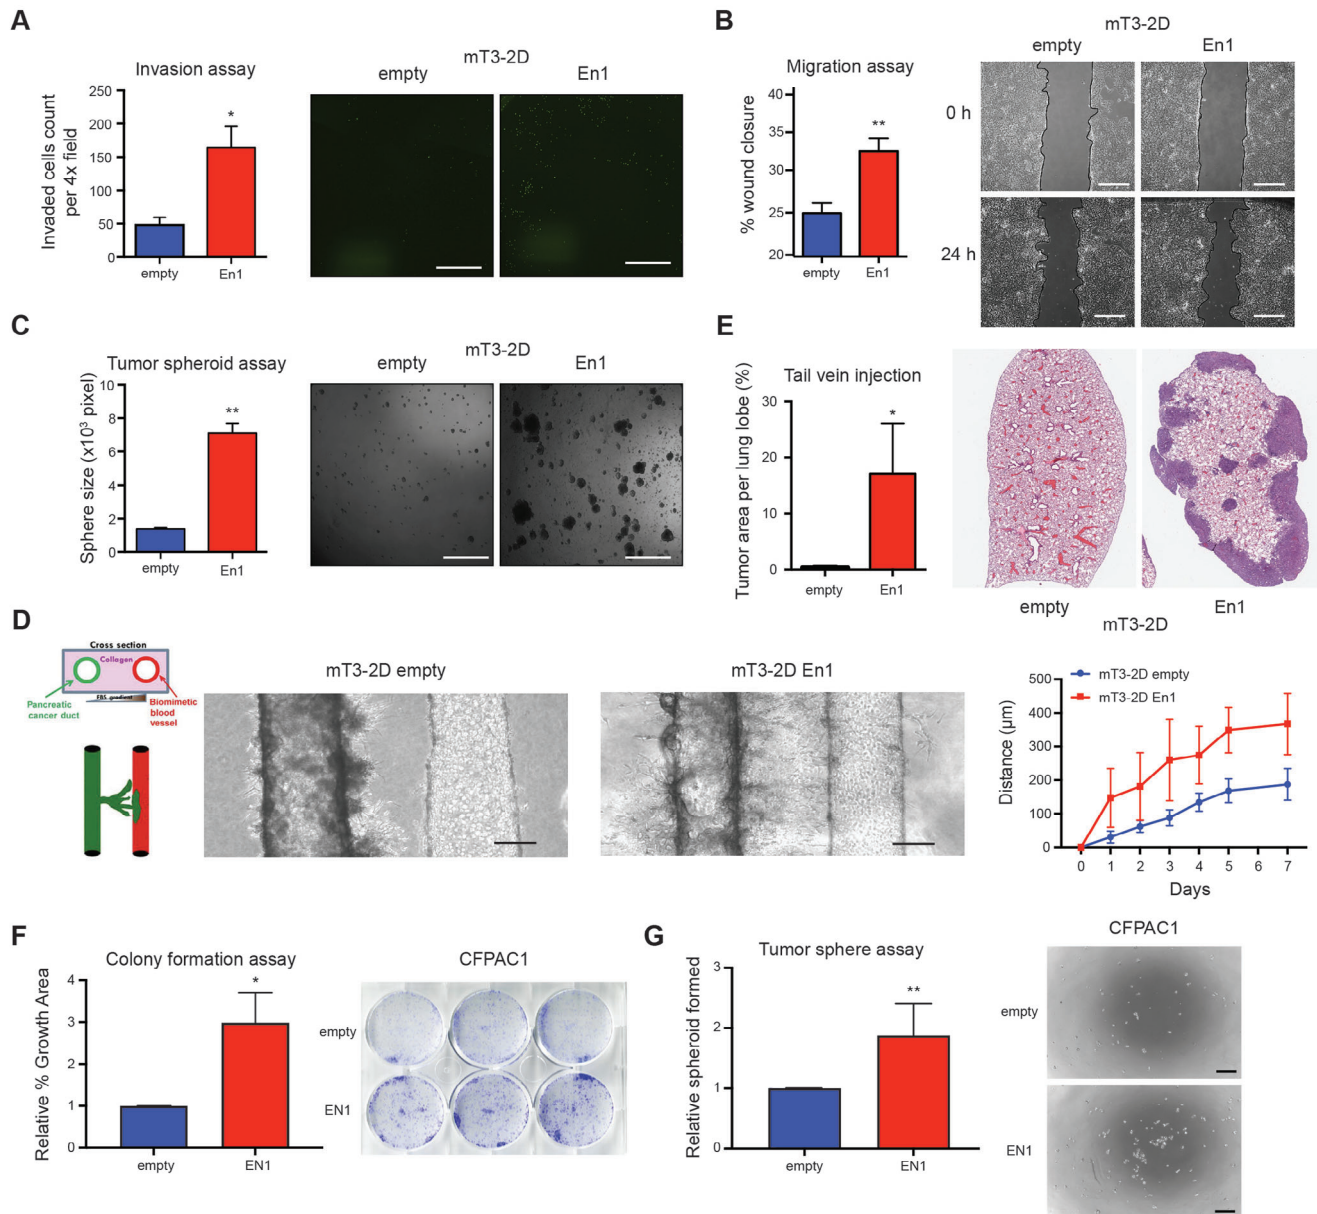 A
Invasion assay
Invaded cells count
per 4x field
250
200
150
100
50
0
*
empty
En1
mT3-2D
empty
En1
B
Migration assay
% wound closure
40
35
30
25
20
**
empty
En1
mT3-2D
empty
En1
0 h
24 h
C
Tumor spheroid assay
Sphere size (x10³ pixel)
10
8
6
4
2
0
**
empty
En1
mT3-2D
empty
En1
E
Tail vein injection
Tumor area per lung lobe (%)
30
20
10
0
*
empty
En1
empty
En1
mT3-2D
D
Cross section
Collagen
FBS gradient
Pancreatic
cancer duct
Biomimetic
blood
vessel
mT3-2D empty
mT3-2D En1
mT3-2D empty
mT3-2D En1
Distance (µm)
500
400
300
200
100
0
0 1 2 3 4 5 6 7
Days
F
Colony formation assay
Relative % Growth Area
4
3
2
1
0
*
empty
EN1
CFPAC1
empty
EN1
G
Tumor sphere assay
Relative spheroid formed
3
2
1
0
**
empty
EN1
CFPAC1
empty
EN1